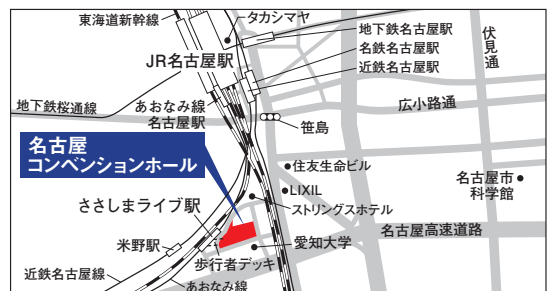 東海道新幹線
タカシマヤ
地下鉄名古屋駅
伏見通
JR名古屋駅
名鉄名古屋駅
近鉄名古屋駅
地下鉄桜通線
あおなみ線
名古屋駅
広小路通
笹島
名古屋
コンベンションホール
住友生命ビル
LIXIL
名古屋市
科学館
ささしまライブ駅
ストリングスホテル
米野駅
愛知大学
名古屋高速道路
歩行者デッキ
近鉄名古屋線
あおなみ線